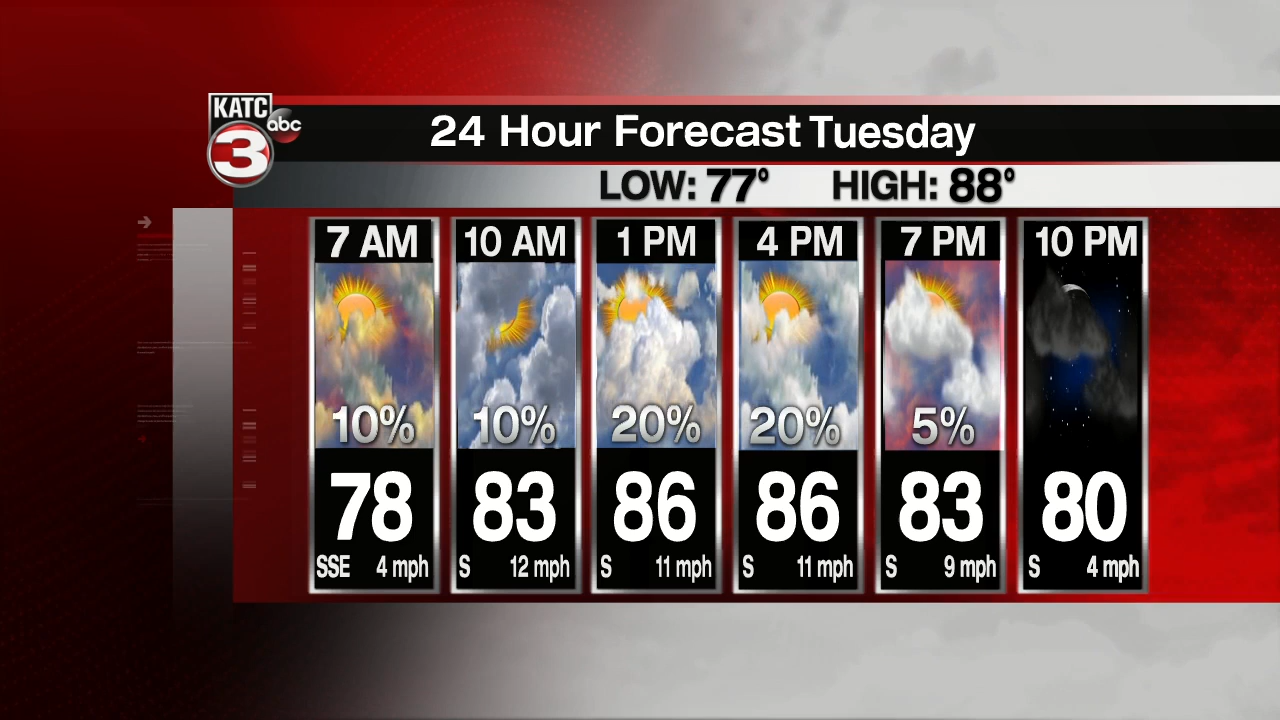 KATC
abc
3
24 Hour Forecast Tuesday
LOW: 77° HIGH: 88°
7 AM 10 AM 1 PM 4 PM 7 PM 10 PM
10% 10% 20% 20% 5%
78 83 86 86 83 80
SSE 4 mph S 12 mph S 11 mph S 11 mph S 9 mph S 4 mph